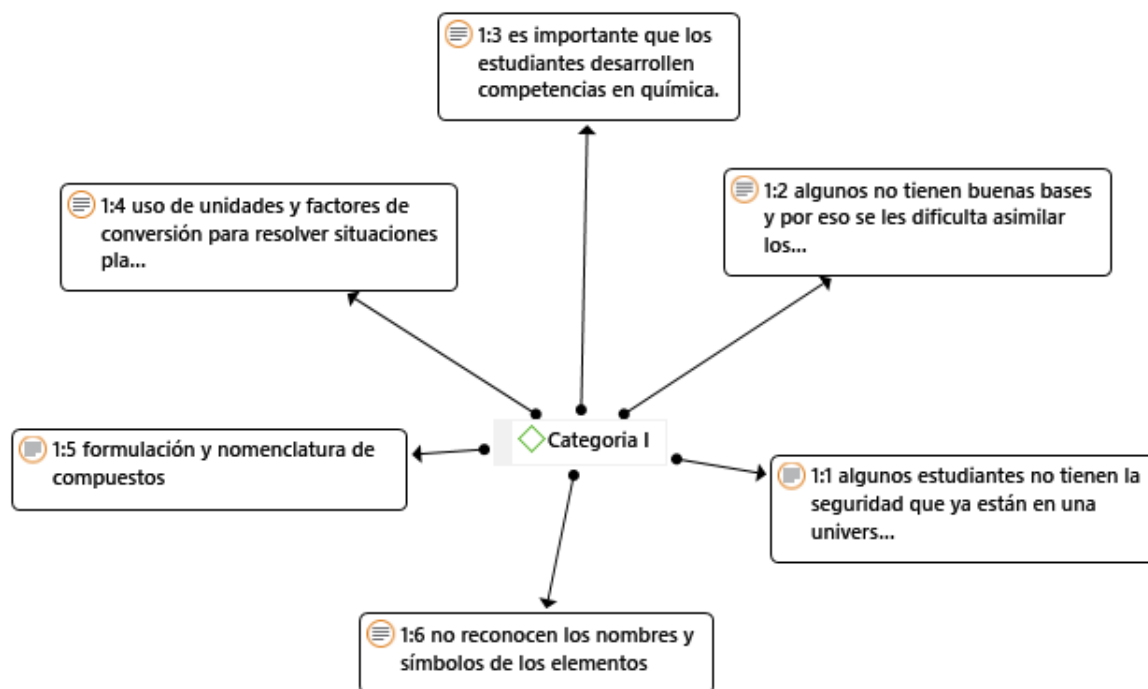 1:3 es importante que los
estudiantes desarrollen
competencias en química.
1:4 uso de unidades y factores de
conversión para resolver situaciones
pla...
1:2 algunos no tienen buenas bases
y por eso se les dificulta asimilar
los...
Categoria I
1:5 formulación y nomenclatura de
compuestos
1:1 algunos estudiantes no tienen la
seguridad que ya están en una
univers...
1:6 no reconocen los nombres y
símbolos de los elementos